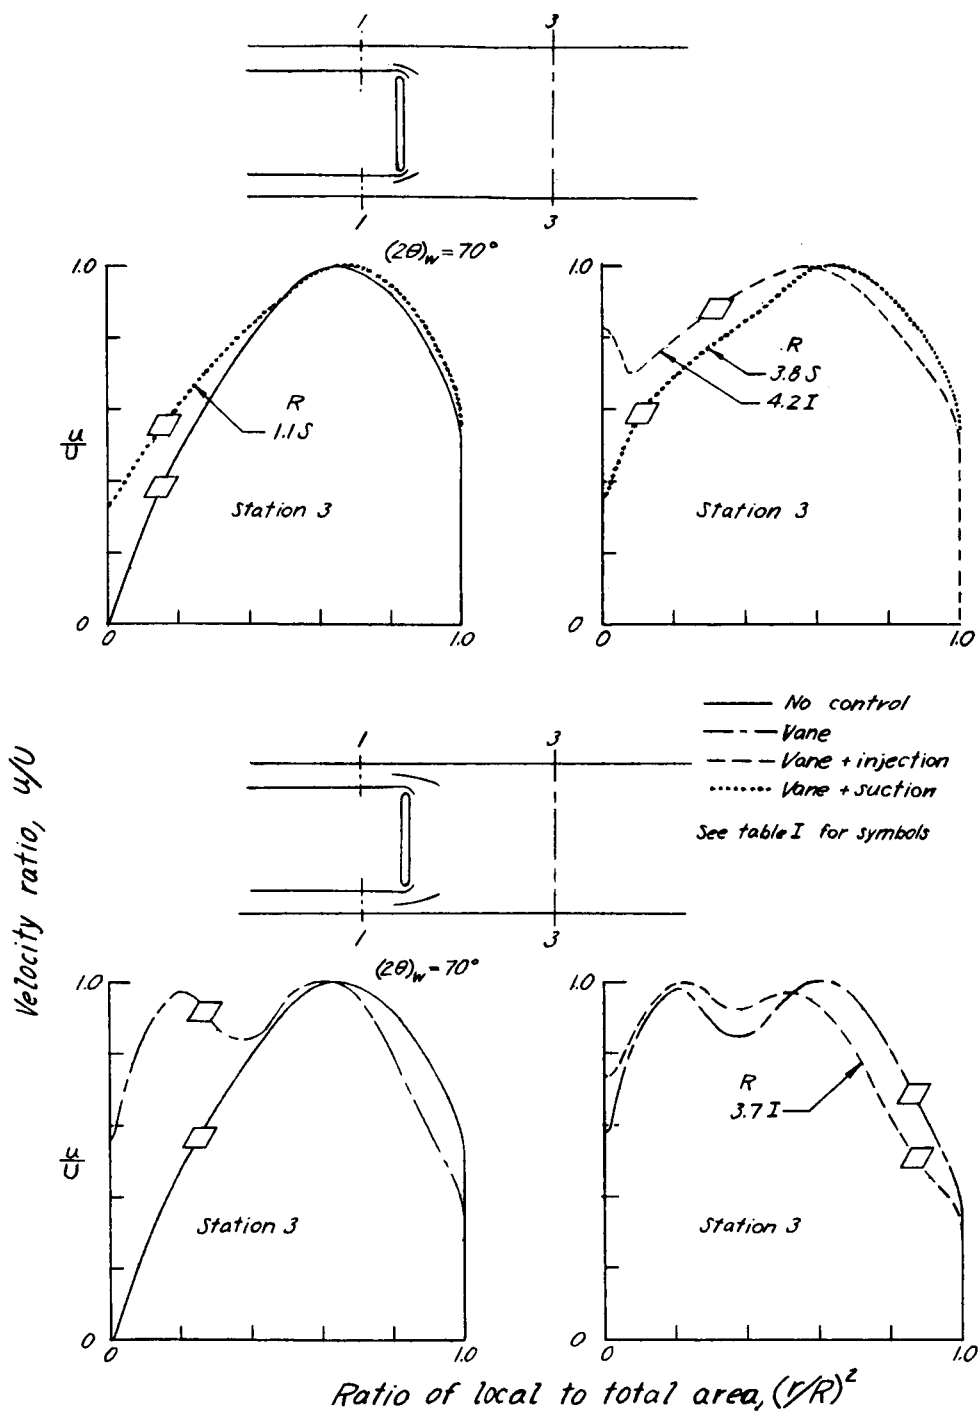 1 3
1 3
(2θ)w = 70°
1.0
u/U
R
1.1 S
Station 3
0
0 1.0
1.0
R
3.8 S
4.2 I
Station 3
0
0 1.0
No control
Vane
Vane + injection
Vane + suction
See table I for symbols
1 3
1 3
(2θ)w = 70°
Velocity ratio, u/U
1.0
u/U
Station 3
0
0 1.0
1.0
R
3.7 I
Station 3
0
0 1.0
Ratio of local to total area, (r/R)²